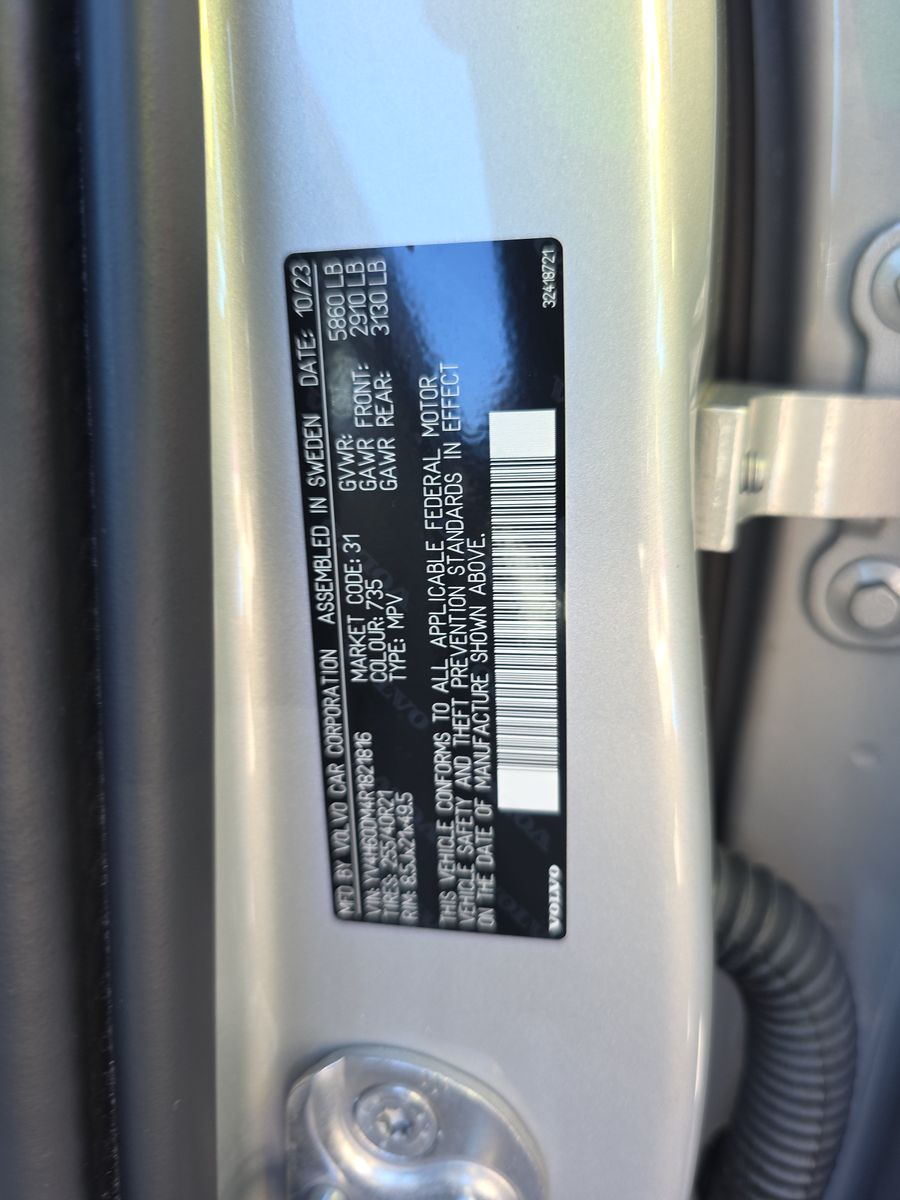 MFD BY VOLVO CAR CORPORATION ASSEMBLED IN SWEDEN DATE: 10/23
VIN: YV4H60DM4R1821816 MARKET CODE: 31 GVWR: 5860 LB
TIRES: 255/40R21 COLOUR: 735 GAWR FRONT: 2910 LB
RIM: 8.5JX21X49.5 TYPE: MPV GAWR REAR: 3130 LB
THIS VEHICLE CONFORMS TO ALL APPLICABLE FEDERAL MOTOR
VEHICLE SAFETY AND THEFT PREVENTION STANDARDS IN EFFECT
ON THE DATE OF MANUFACTURE SHOWN ABOVE.
VOLVO 32418721